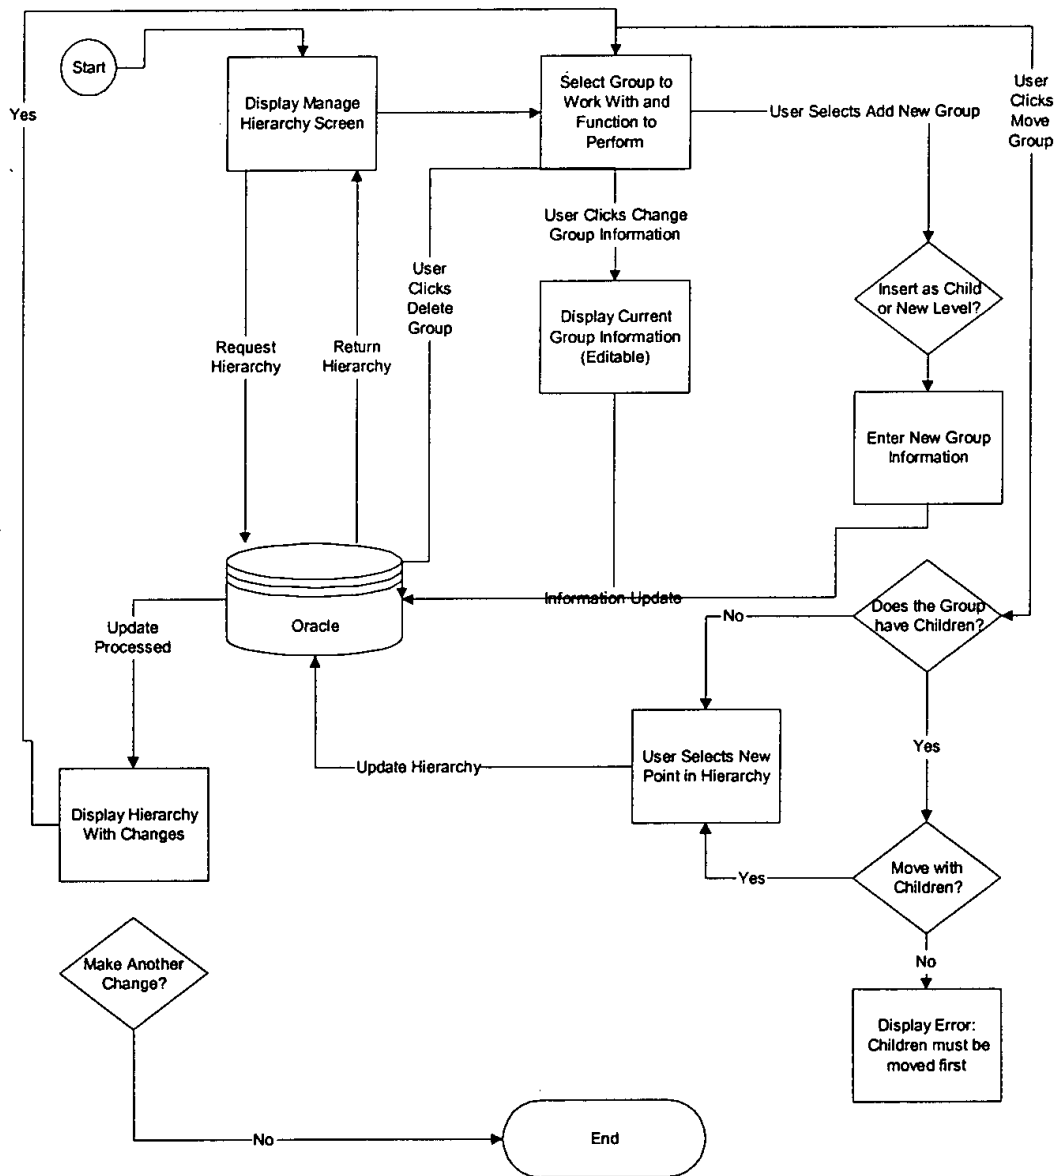 Start
Yes
Display Manage
Hierarchy Screen
Select Group to
Work With and
Function to
Perform
User Selects Add New Group
User
Clicks
Move
Group
User Clicks Change
Group Information
User
Clicks
Delete
Group
Insert as Child
or New Level?
Display Current
Group Information
(Editable)
Request
Hierarchy
Return
Hierarchy
Enter New Group
Information
Information Update
Oracle
Does the Group
have Children?
No
Update
Processed
Yes
User Selects New
Point in Hierarchy
Update Hierarchy
Display Hierarchy
With Changes
Move with
Children?
Yes
No
Make Another
Change?
Display Error:
Children must be
moved first
No
End